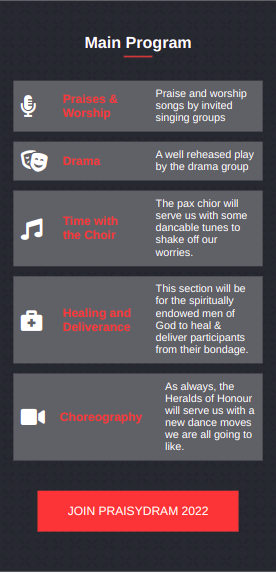 Main Program
Praises &
Worship
Praise and worship
songs by invited
singing groups
Drama
A well reheased play
by the drama group
Time with
the Choir
The pax chior will
serve us with some
dancable tunes to
shake off our
worries.
Healing and
Deliverance
This section will be
for the spiritually
endowed men of
God to heal &
deliver participants
from their bondage.
Choreography
As always, the
Heralds of Honour
will serve us with a
new dance moves
we are all going to
like.
JOIN PRAISYDRAM 2022